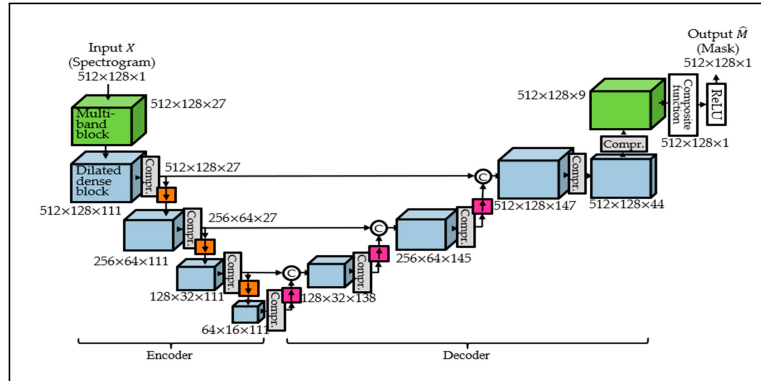 Input X
(Spectrogram)
512×128×1
Output M̂
(Mask)
512×128×1
512×128×27
Multi-
band
block
512×128×9
Composite
function
ReLU
Compr.
512×128×1
Dilated
dense
block
Compr.
512×128×27
C
Compr.
512×128×111
512×128×147
512×128×44
Compr.
256×64×27
C
Compr.
256×64×111
256×64×145
Compr.
C
Compr.
128×32×111
128×32×138
Compr.
64×16×111
Encoder
Decoder